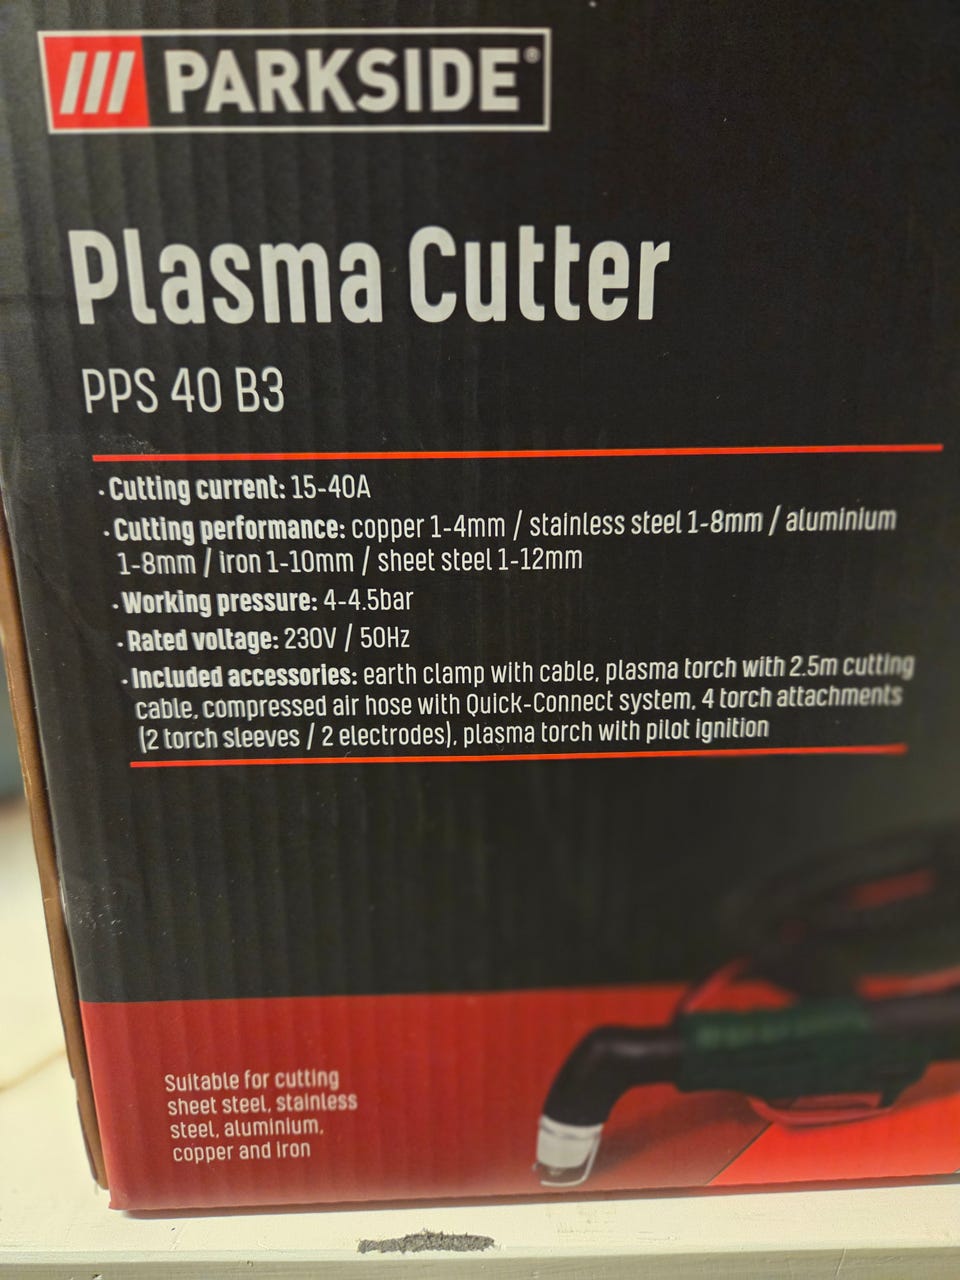 PARKSIDE®
Plasma Cutter
PPS 40 B3
· Cutting current: 15-40A
· Cutting performance: copper 1-4mm / stainless steel 1-8mm / aluminium
1-8mm / iron 1-10mm / sheet steel 1-12mm
· Working pressure: 4-4.5bar
· Rated voltage: 230V / 50Hz
· Included accessories: earth clamp with cable, plasma torch with 2.5m cutting
cable, compressed air hose with Quick-Connect system, 4 torch attachments
(2 torch sleeves / 2 electrodes), plasma torch with pilot ignition
Suitable for cutting
sheet steel, stainless
steel, aluminium,
copper and iron